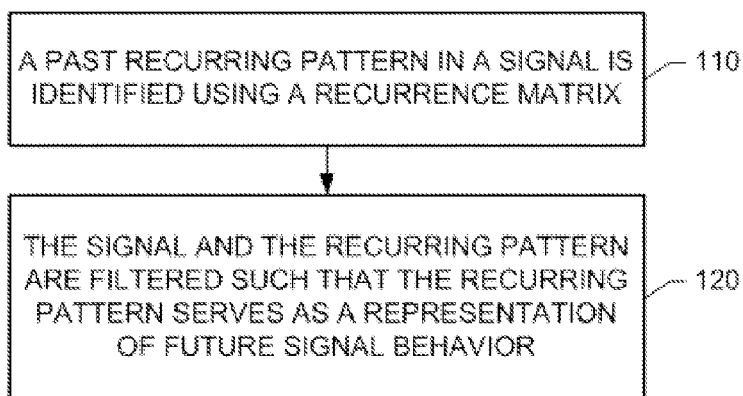 A PAST RECURRING PATTERN IN A SIGNAL IS
IDENTIFIED USING A RECURRENCE MATRIX
110
THE SIGNAL AND THE RECURRING PATTERN
ARE FILTERED SUCH THAT THE RECURRING
PATTERN SERVES AS A REPRESENTATION
OF FUTURE SIGNAL BEHAVIOR
120